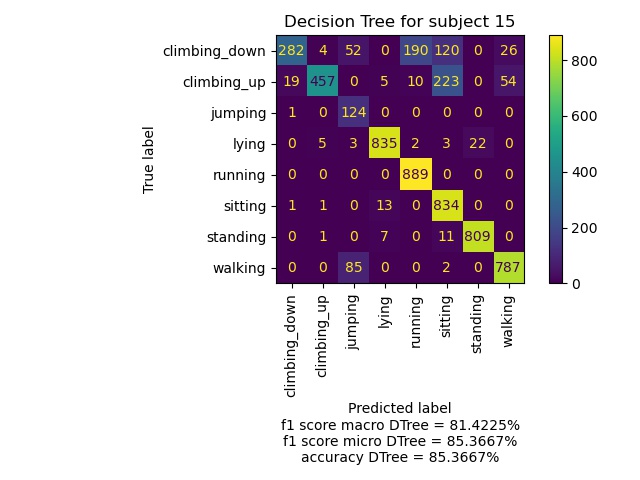 Decision Tree for subject 15
True label
climbing_down 282 4 52 0 190 120 0 26
climbing_up 19 457 0 5 10 223 0 54
jumping 1 0 124 0 0 0 0 0
lying 0 5 3 835 2 3 22 0
running 0 0 0 0 889 0 0 0
sitting 1 1 0 13 0 834 0 0
standing 0 1 0 7 0 11 809 0
walking 0 0 85 0 0 2 0 787
climbing_down climbing_up jumping lying running sitting standing walking
800
600
400
200
0
Predicted label
f1 score macro DTree = 81.4225%
f1 score micro DTree = 85.3667%
accuracy DTree = 85.3667%